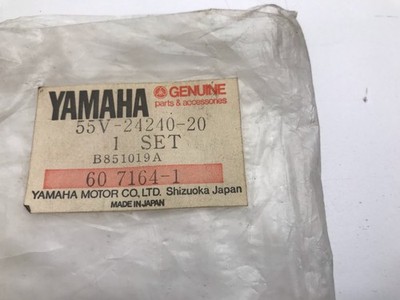 YAMAHA GENUINE
parts & accessories
55V-24240-20
1 SET
B851019A
60 7164-1
YAMAHA MOTOR CO., LTD. Shizuoka Japan
MADE IN JAPAN